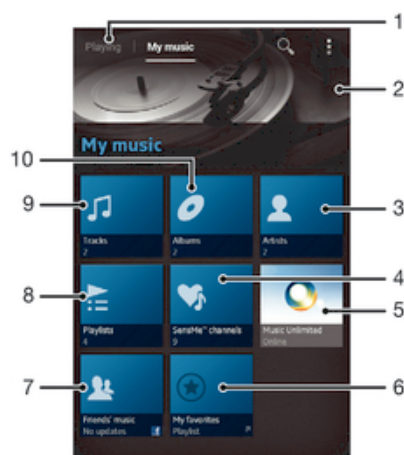 1
Playing My music
2
My music
10
9
3
Tracks Albums Artists
2 2 2
4
8
5
Playlists SensMe™ channels Music Unlimited
4 9 Online
7
6
Friends' music My favorites
No updates f Playlist